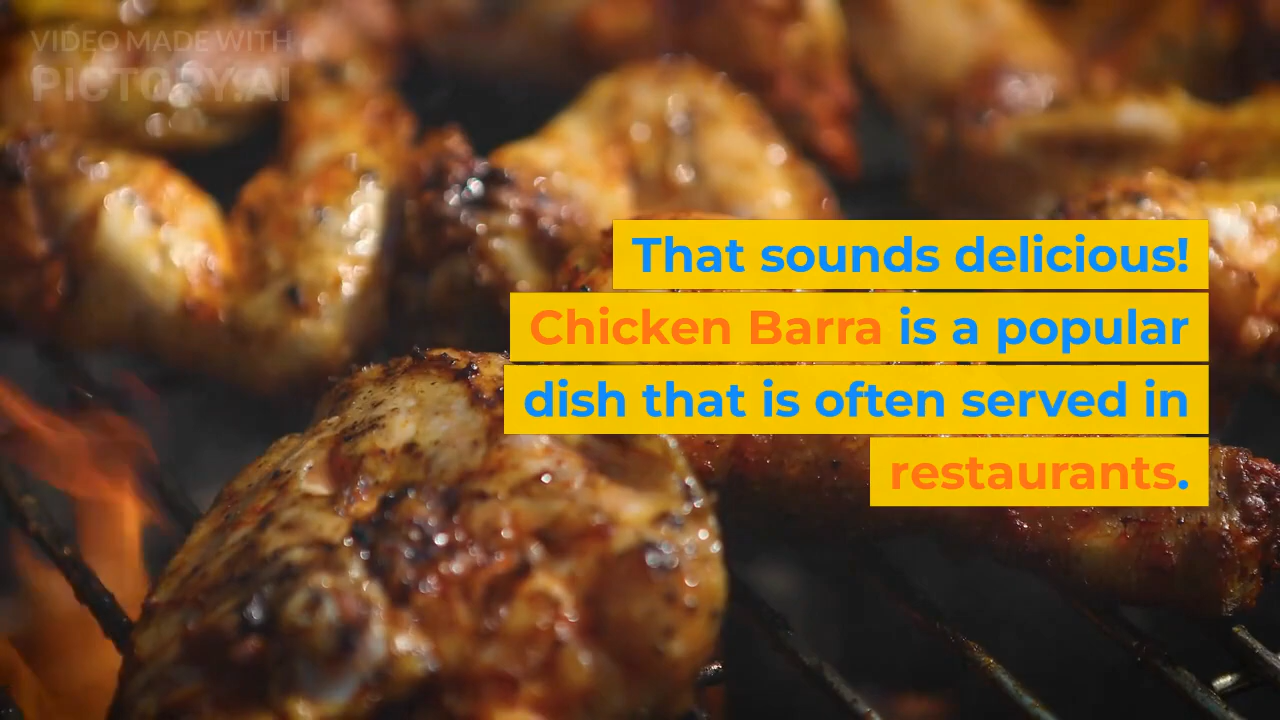 VIDEO MADE WITH
PICTORY.AI
That sounds delicious!
Chicken Barra is a popular
dish that is often served in
restaurants.